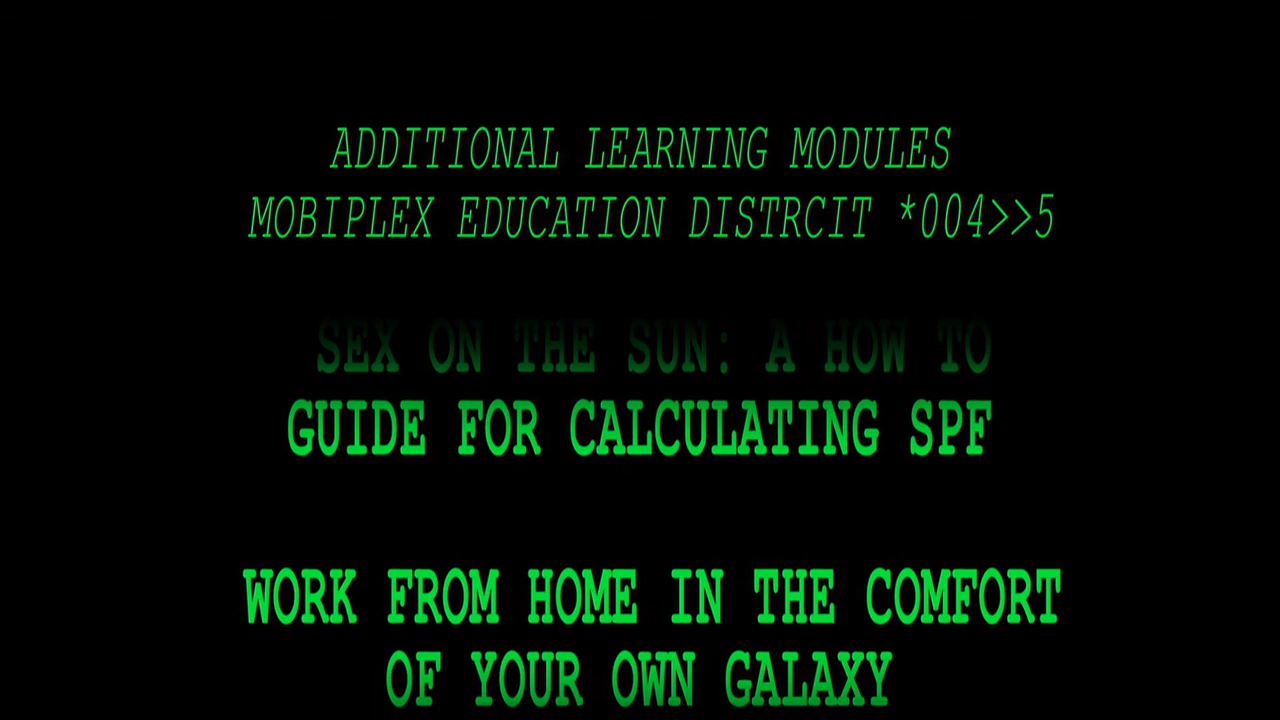 ADDITIONAL LEARNING MODULES
MOBIPLEX EDUCATION DISTRCIT *004>>5
SEX ON THE SUN: A HOW TO
GUIDE FOR CALCULATING SPF
WORK FROM HOME IN THE COMFORT
OF YOUR OWN GALAXY